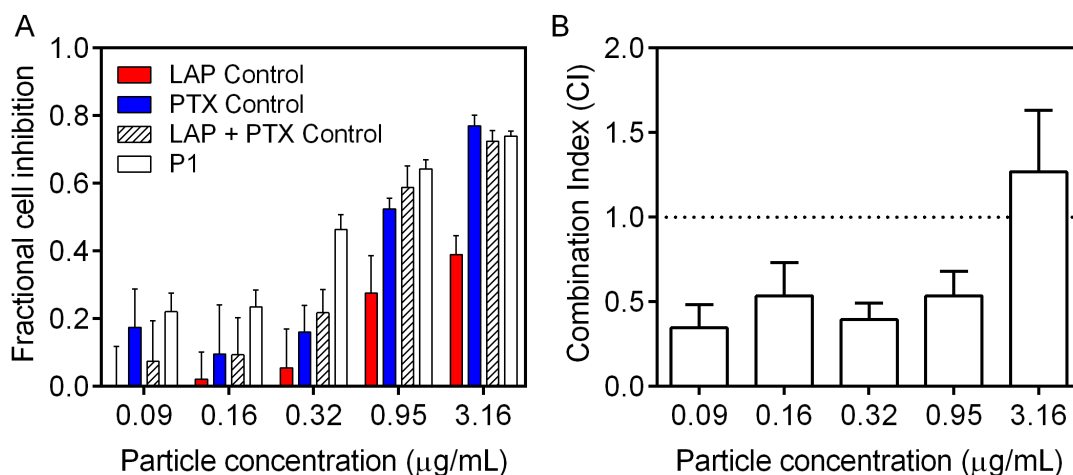 A
Fractional cell inhibition
1.0
0.8
0.6
0.4
0.2
0.0
LAP Control
PTX Control
LAP + PTX Control
P1
0.09 0.16 0.32 0.95 3.16
Particle concentration (μg/mL)
B
Combination Index (CI)
2.0
1.5
1.0
0.5
0.0
0.09 0.16 0.32 0.95 3.16
Particle concentration (μg/mL)